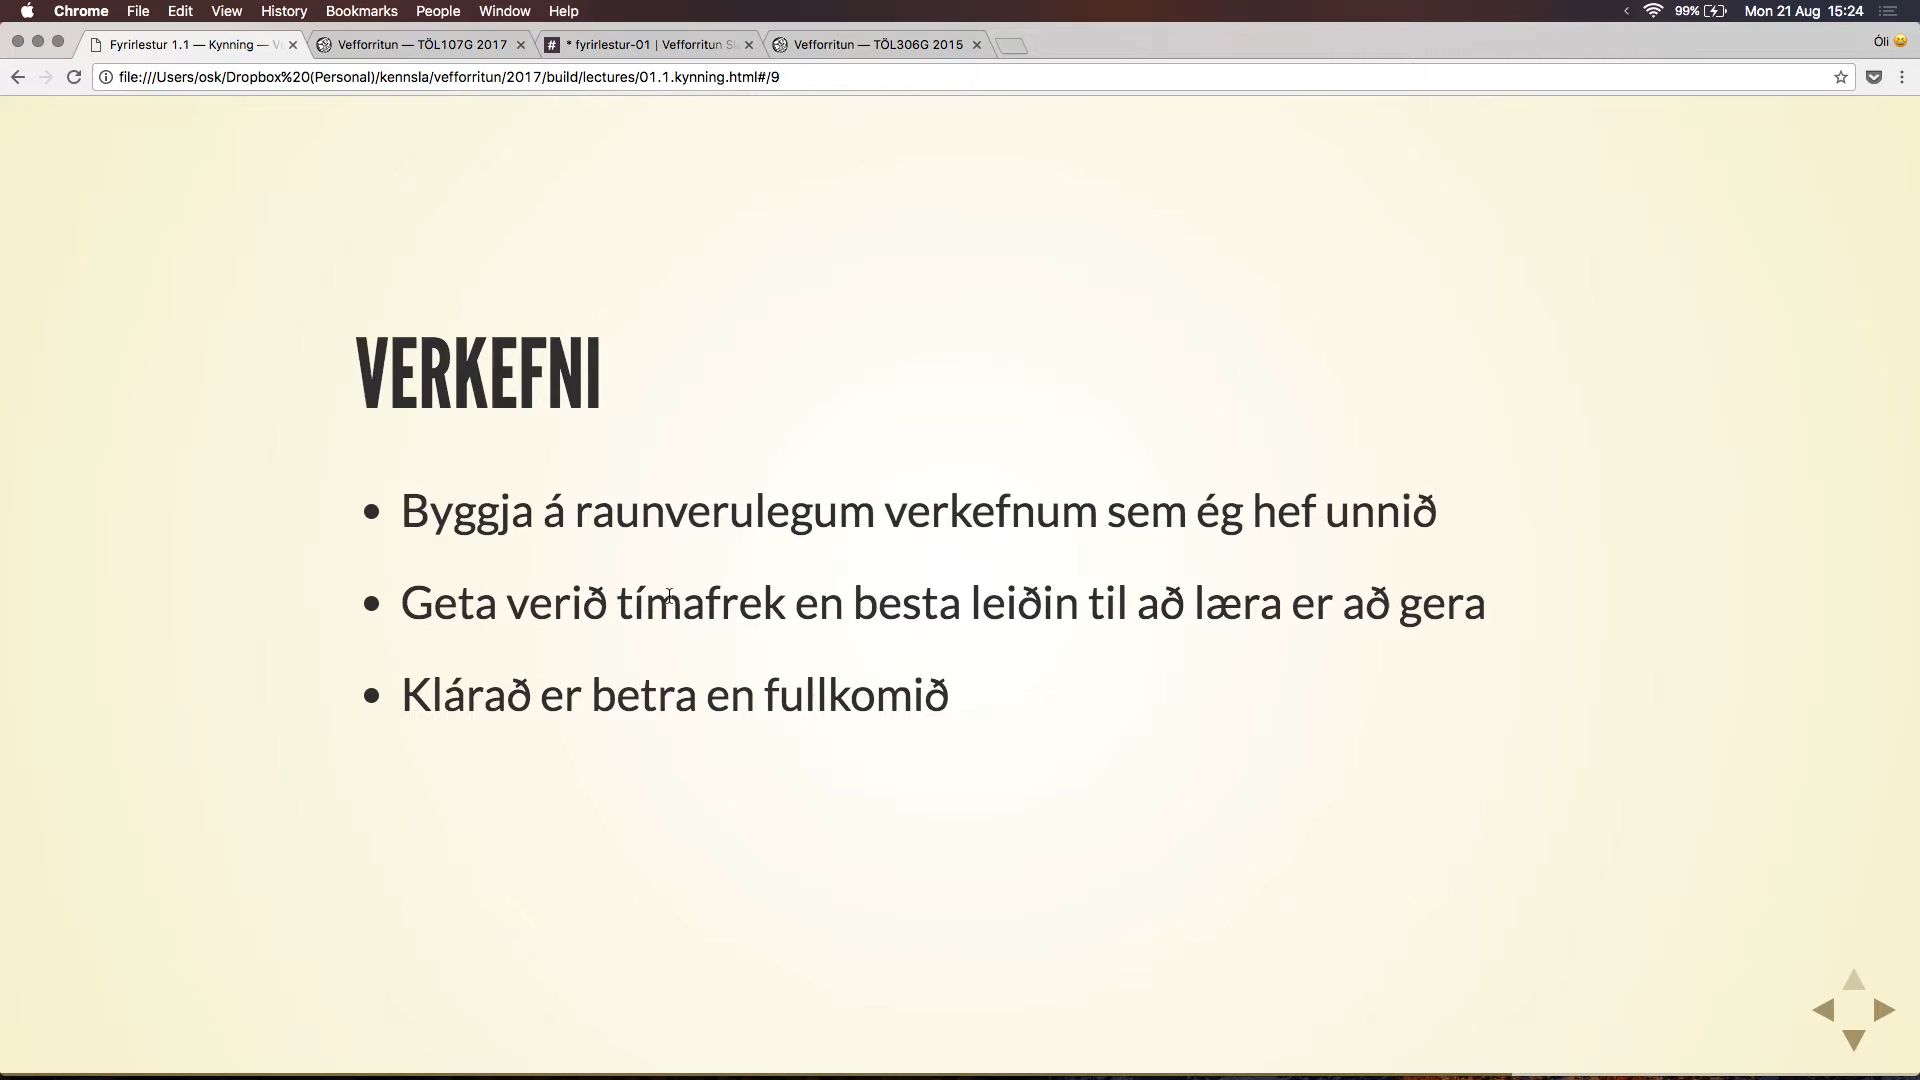 Chrome File Edit View History Bookmarks People Window Help 99% Mon 21 Aug 15:24
Fyrirlestur 1.1 — Kynning — Vefforritun — TÖL107G 2017 * fyrirlestur-01 | Vefforritun Sl Vefforritun — TÖL306G 2015 Óli
file:///Users/osk/Dropbox%20(Personal)/kennsla/vefforritun/2017/build/lectures/01.1.kynning.html#/9
VERKEFNI
• Byggja á raunverulegum verkefnum sem ég hef unnið
• Geta verið tímafrek en besta leiðin til að læra er að gera
• Klárað er betra en fullkomið